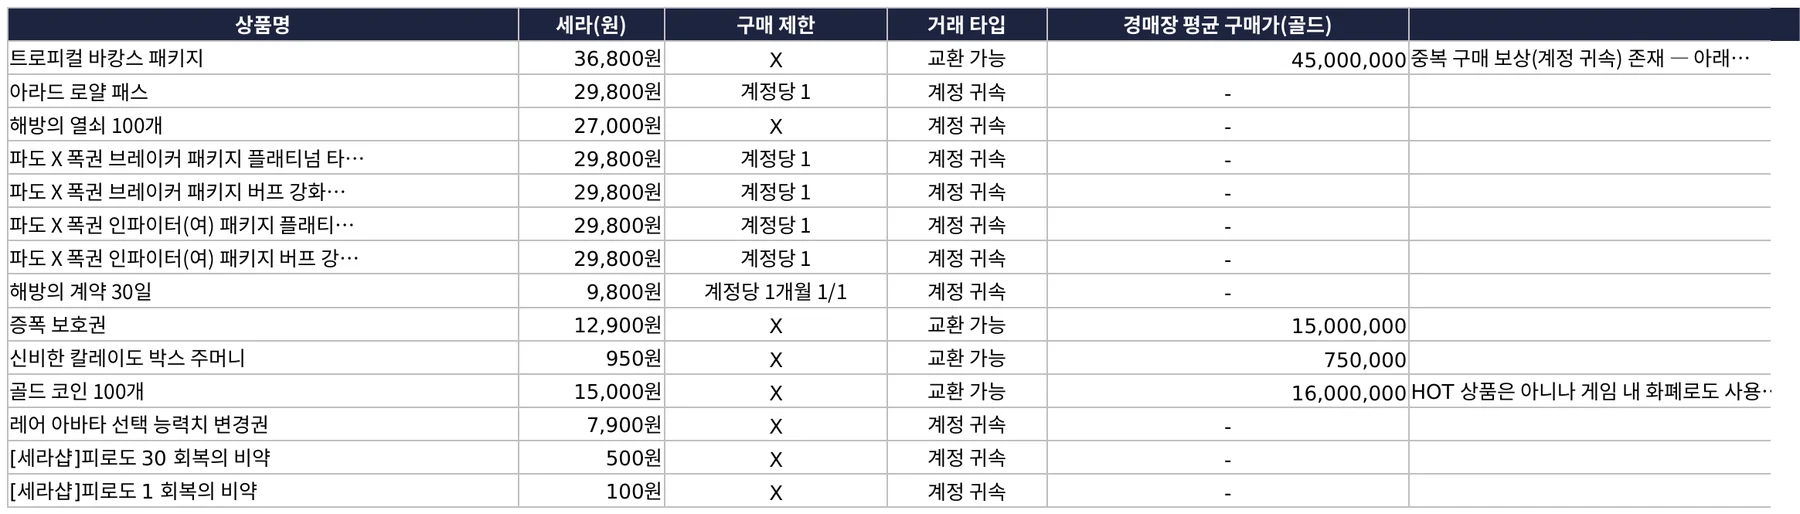 상품명 세라(원) 구매 제한 거래 타입 경매장 평균 구매가(골드)
트로피컬 바캉스 패키지 36,800원 X 교환 가능 45,000,000 중복 구매 보상(계정 귀속) 존재 — 아래…
아라드 로얄 패스 29,800원 계정당 1 계정 귀속 -
해방의 열쇠 100개 27,000원 X 계정 귀속 -
파도 X 폭권 브레이커 패키지 플래티넘 타… 29,800원 계정당 1 계정 귀속 -
파도 X 폭권 브레이커 패키지 버프 강화… 29,800원 계정당 1 계정 귀속 -
파도 X 폭권 인파이터(여) 패키지 플래티… 29,800원 계정당 1 계정 귀속 -
파도 X 폭권 인파이터(여) 패키지 버프 강… 29,800원 계정당 1 계정 귀속 -
해방의 계약 30일 9,800원 계정당 1개월 1/1 계정 귀속 -
증폭 보호권 12,900원 X 교환 가능 15,000,000
신비한 칼레이도 박스 주머니 950원 X 교환 가능 750,000
골드 코인 100개 15,000원 X 교환 가능 16,000,000 HOT 상품은 아니나 게임 내 화폐로도 사용…
레어 아바타 선택 능력치 변경권 7,900원 X 계정 귀속 -
[세라샵]피로도 30 회복의 비약 500원 X 계정 귀속 -
[세라샵]피로도 1 회복의 비약 100원 X 계정 귀속 -